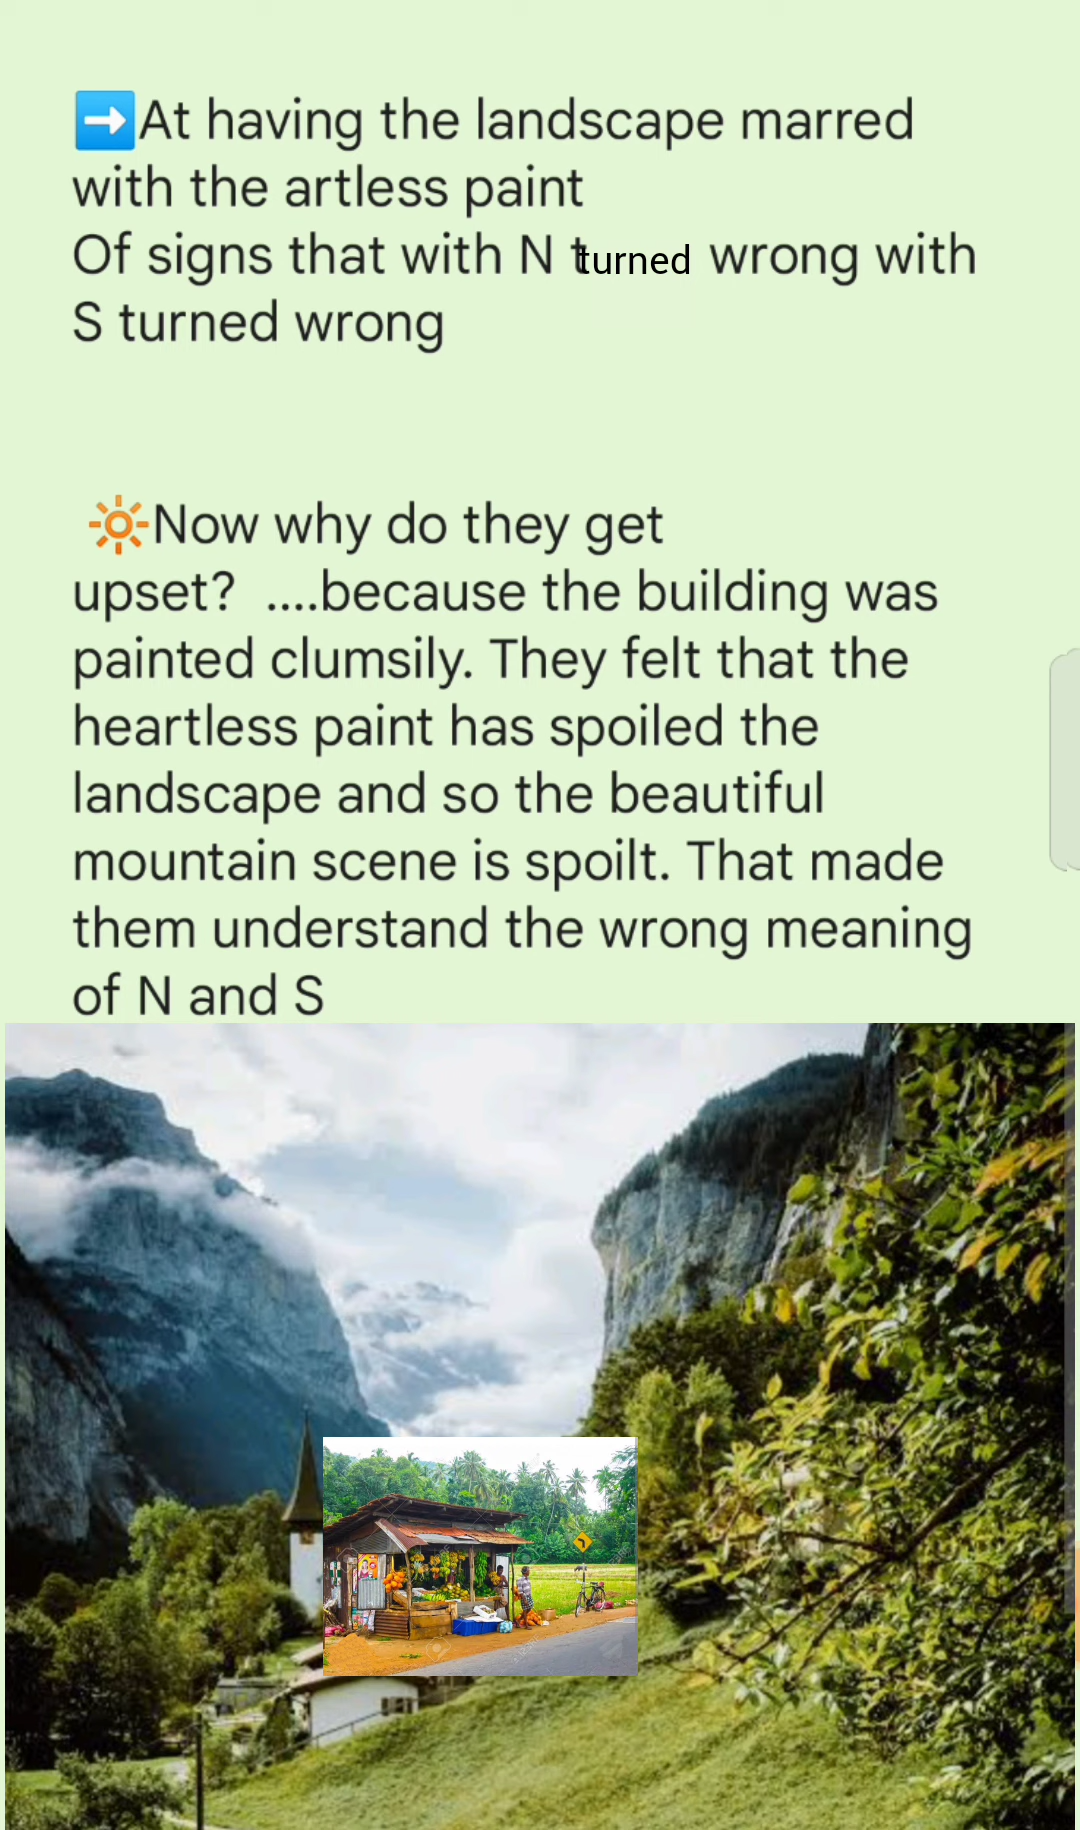 ➡️At having the landscape marred
with the artless paint
Of signs that with N turned wrong with
S turned wrong
🔆Now why do they get
upset?  ....because the building was
painted clumsily. They felt that the
heartless paint has spoiled the
landscape and so the beautiful
mountain scene is spoilt. That made
them understand the wrong meaning
of N and S